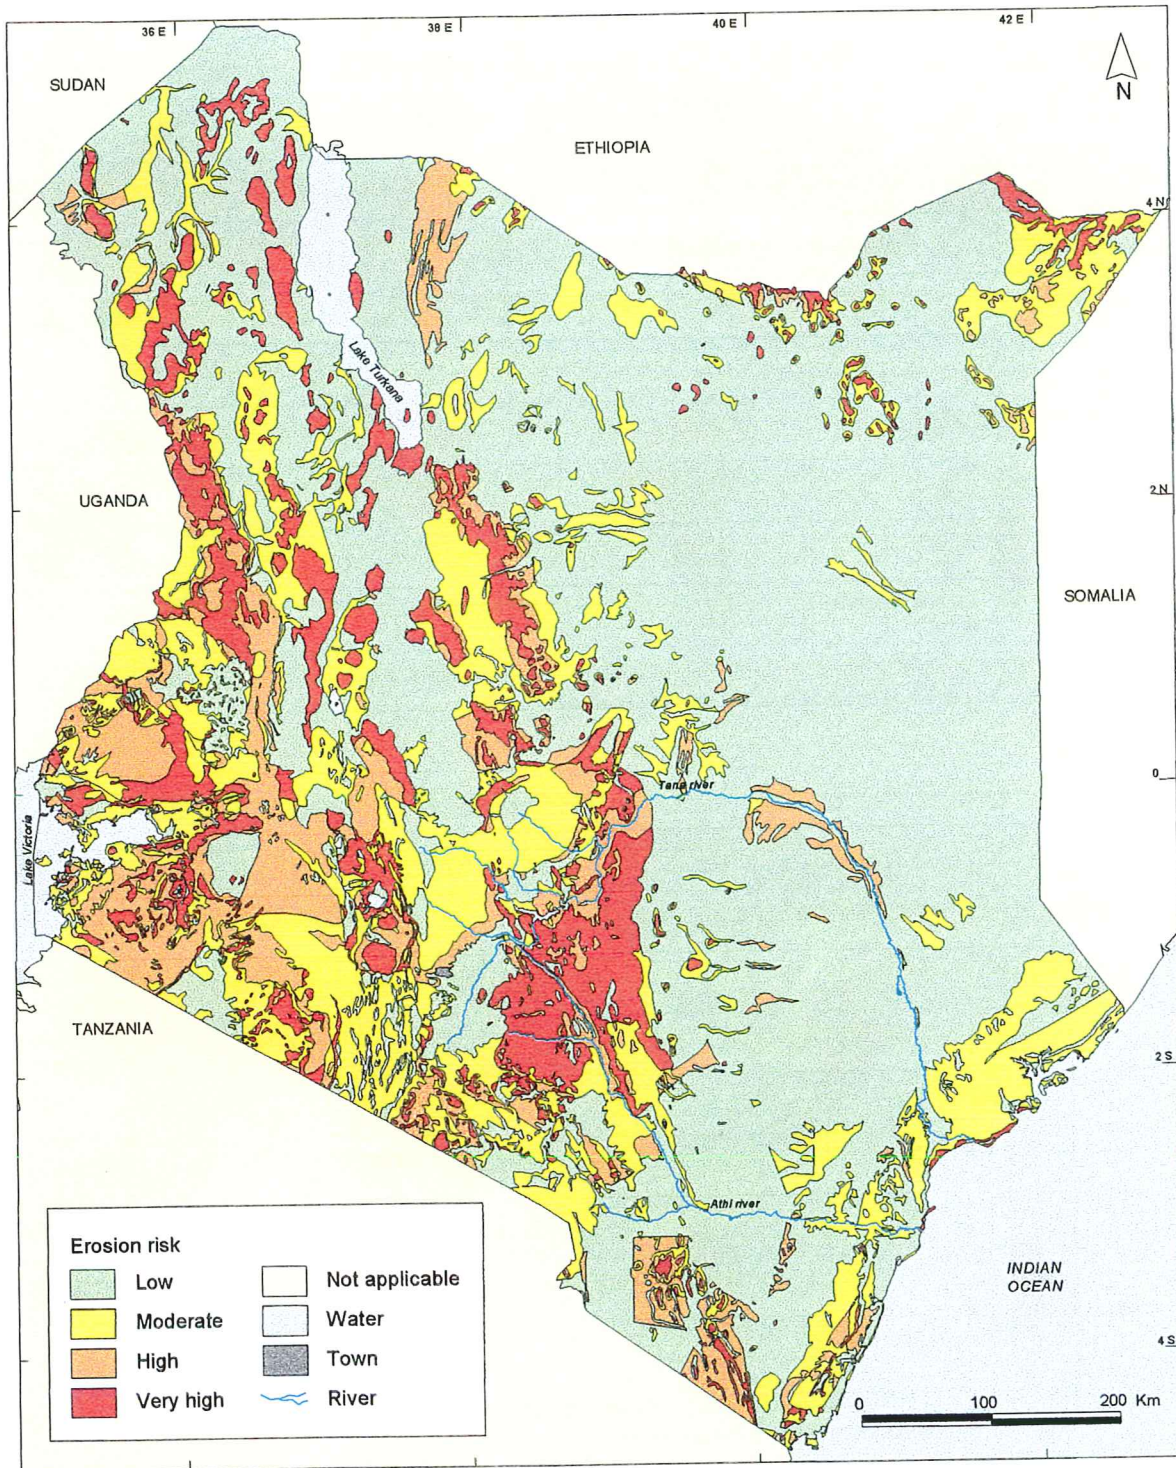 36 E
38 E
40 E
42 E
SUDAN
N
ETHIOPIA
4 N
Lake Turkana
UGANDA
2 N
SOMALIA
Tana river
0
Lake Victoria
TANZANIA
2 S
Athi river
INDIAN
OCEAN
4 S
Erosion risk
Low
Moderate
High
Very high
Not applicable
Water
Town
River
0 100 200 Km